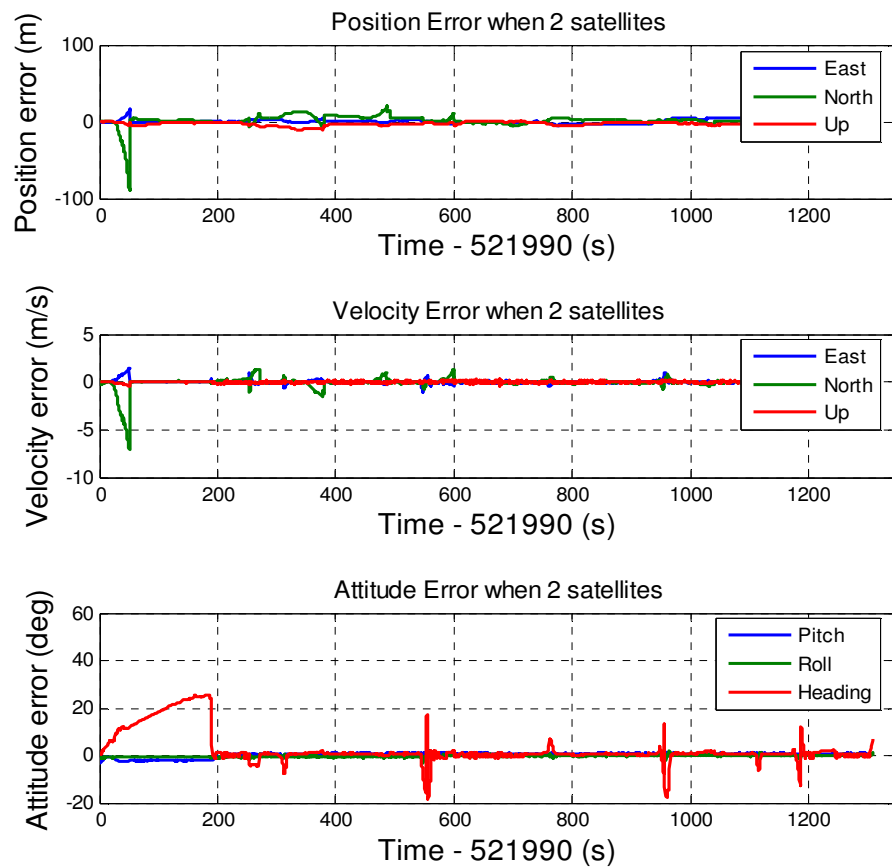 Position Error when 2 satellites
Position error (m)
100
0
-100
East
North
Up
0 200 400 600 800 1000 1200
Time - 521990 (s)
Velocity Error when 2 satellites
Velocity error (m/s)
5
0
-5
-10
East
North
Up
0 200 400 600 800 1000 1200
Time - 521990 (s)
Attitude Error when 2 satellites
Attitude error (deg)
60
40
20
0
-20
Pitch
Roll
Heading
0 200 400 600 800 1000 1200
Time - 521990 (s)